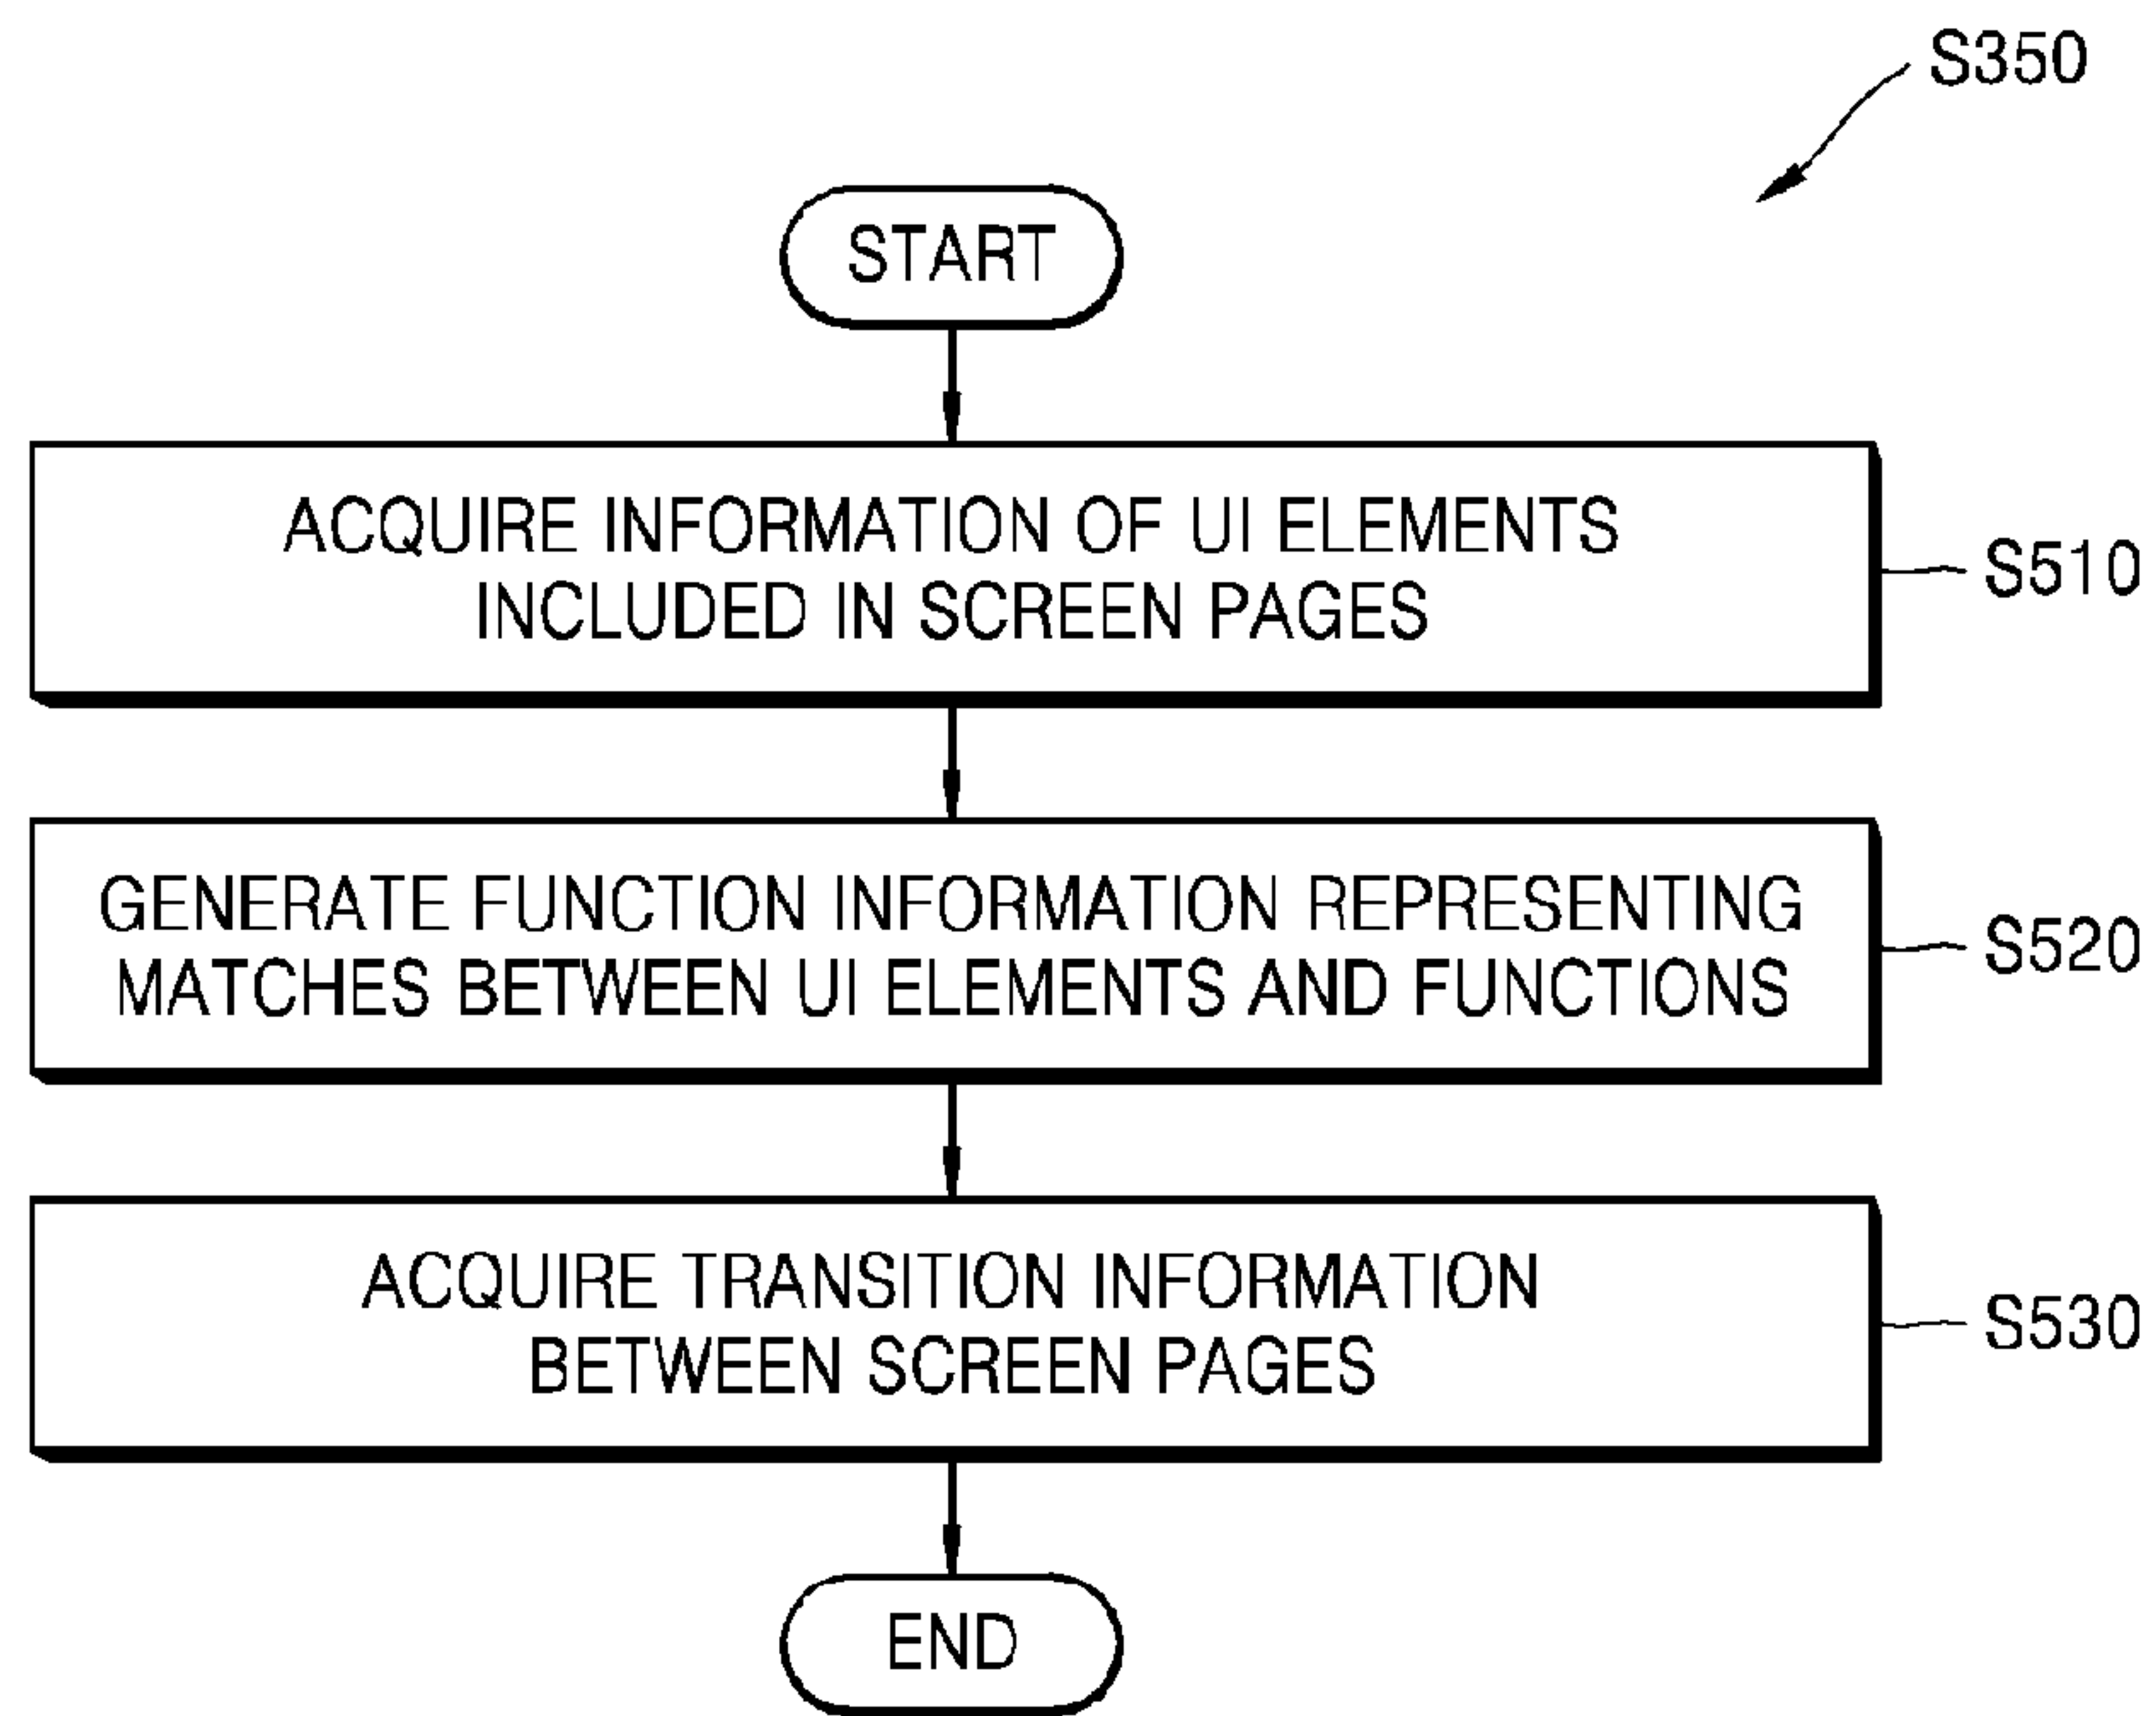 S350
START
ACQUIRE INFORMATION OF UI ELEMENTS
INCLUDED IN SCREEN PAGES
S510
GENERATE FUNCTION INFORMATION REPRESENTING
MATCHES BETWEEN UI ELEMENTS AND FUNCTIONS
S520
ACQUIRE TRANSITION INFORMATION
BETWEEN SCREEN PAGES
S530
END